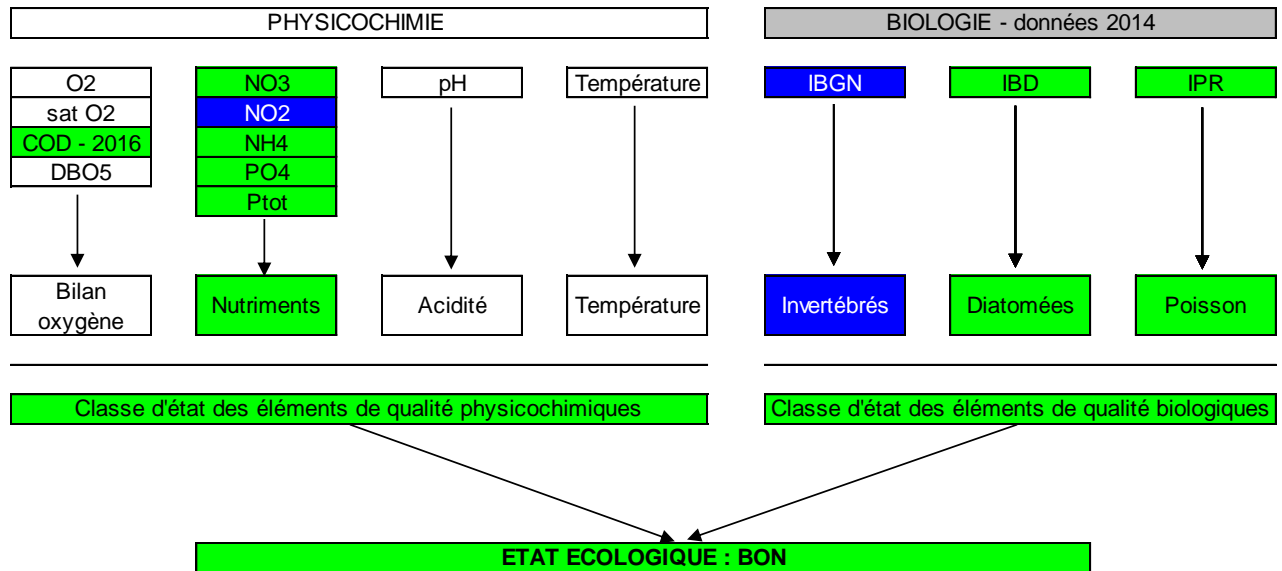 PHYSICOCHIMIE
BIOLOGIE - données 2014
O2
sat O2
COD - 2016
DBO5
NO3
NO2
NH4
PO4
Ptot
pH
Température
IBGN
IBD
IPR
Bilan
oxygène
Nutriments
Acidité
Température
Invertébrés
Diatomées
Poisson
Classe d'état des éléments de qualité physicochimiques
Classe d'état des éléments de qualité biologiques
ETAT ECOLOGIQUE : BON